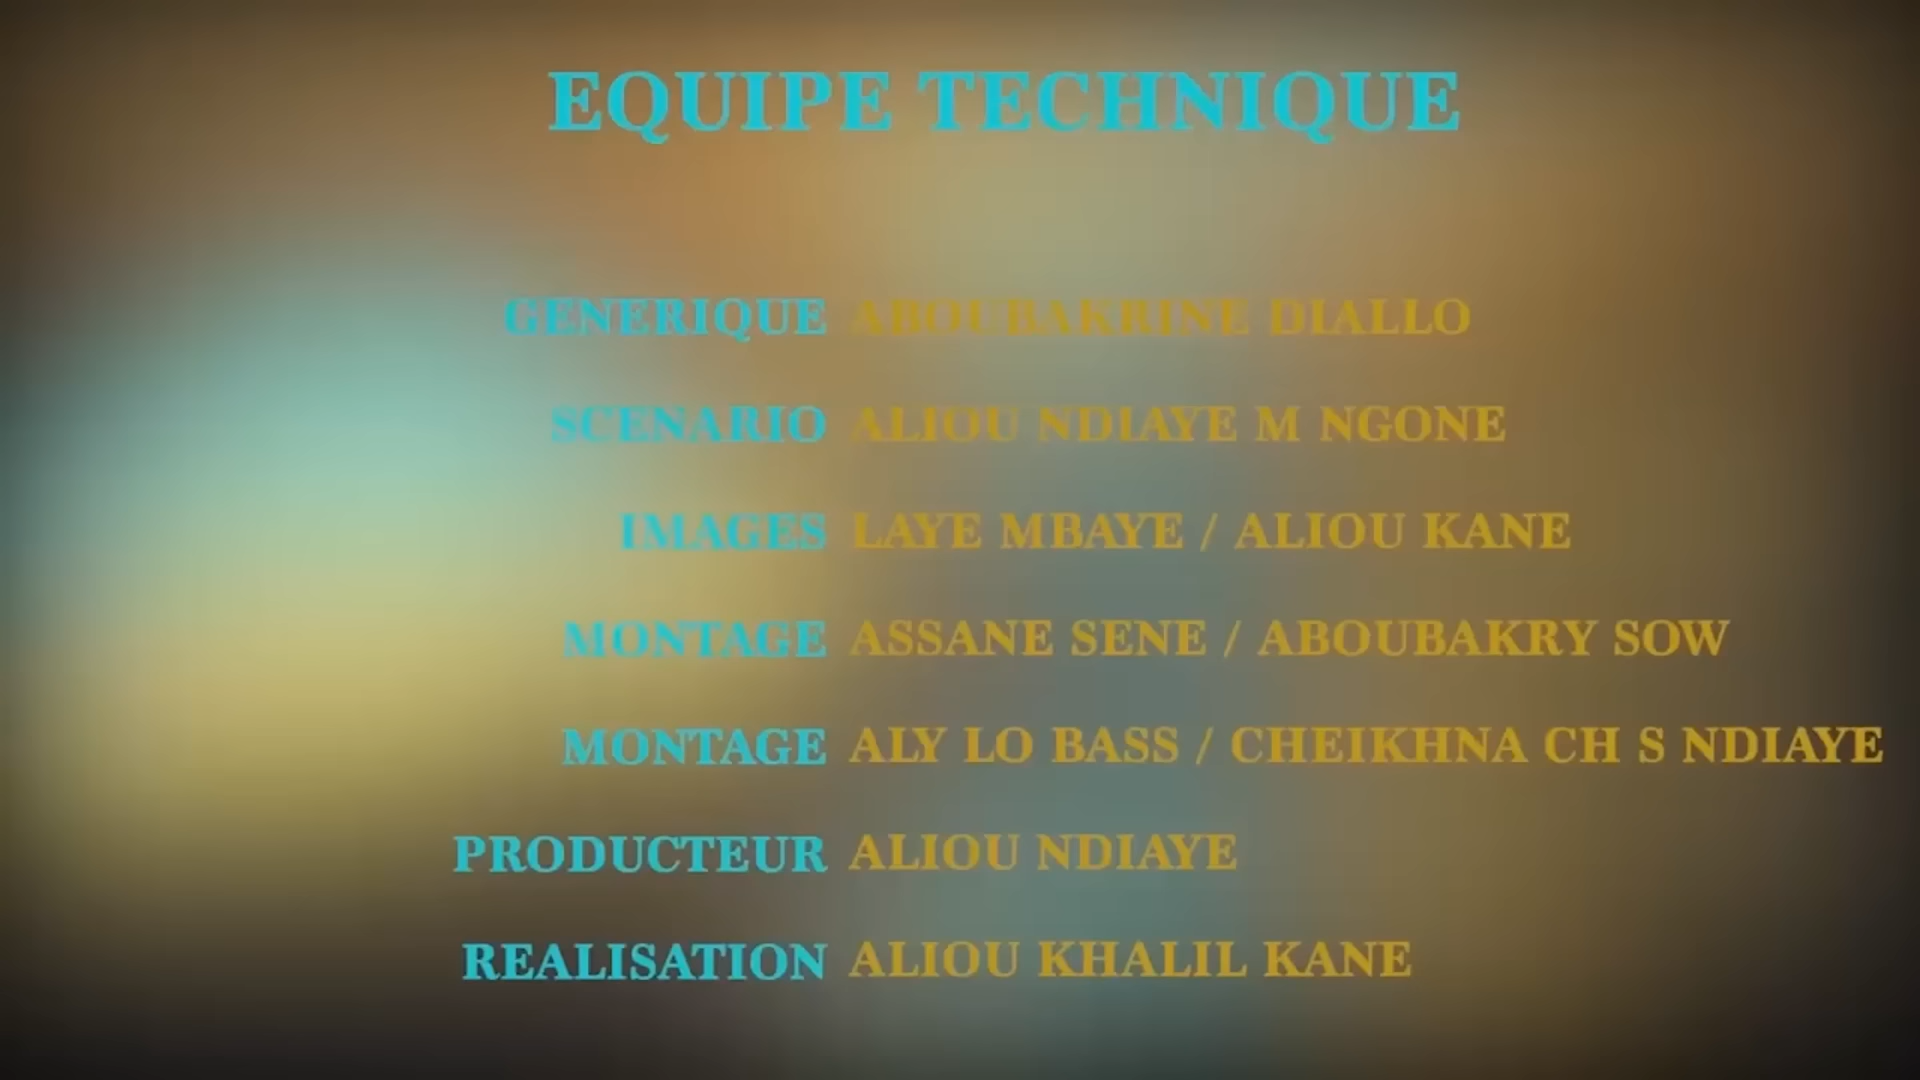 EQUIPE TECHNIQUE
GENERIQUE ABOUBAKRINE DIALLO
SCENARIO ALIOU NDIAYE M NGONE
IMAGES LAYE MBAYE / ALIOU KANE
MONTAGE ASSANE SENE / ABOUBAKRY SOW
MONTAGE ALY LO BASS / CHEIKHNA CH S NDIAYE
PRODUCTEUR ALIOU NDIAYE
REALISATION ALIOU KHALIL KANE